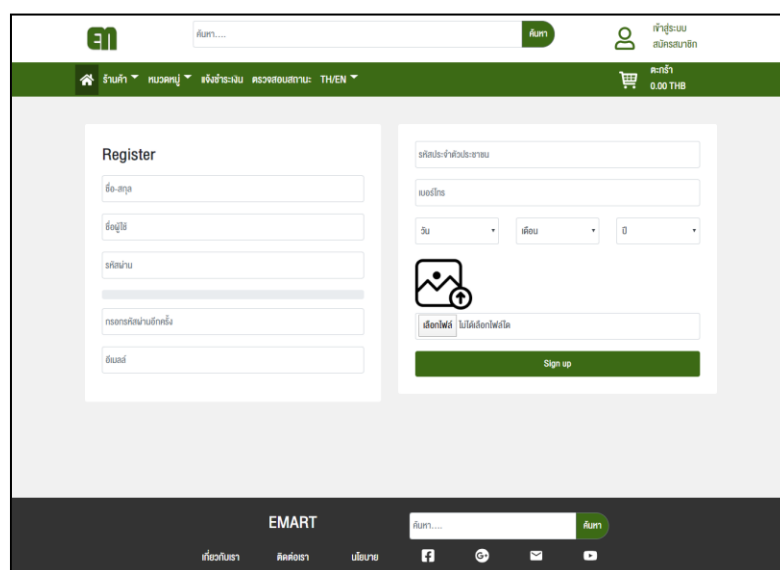 ค้นหา.....
ค้นหา
เข้าสู่ระบบ
สมัครสมาชิก
ร้านค้า หมวดหมู่ แจ้งชำระเงิน ตรวจสอบสถานะ TH/EN
ตะกร้า
0.00 THB
Register
ชื่อ-สกุล
ชื่อผู้ใช้
รหัสผ่าน
กรอกรหัสผ่านอีกครั้ง
อีเมลล์
รหัสประจำตัวประชาชน
เบอร์โทร
วัน เดือน ปี
เลือกไฟล์ ไม่ได้เลือกไฟล์ใด
Sign up
EMART
เกี่ยวกับเรา ติดต่อเรา นโยบาย
ค้นหา.....
ค้นหา